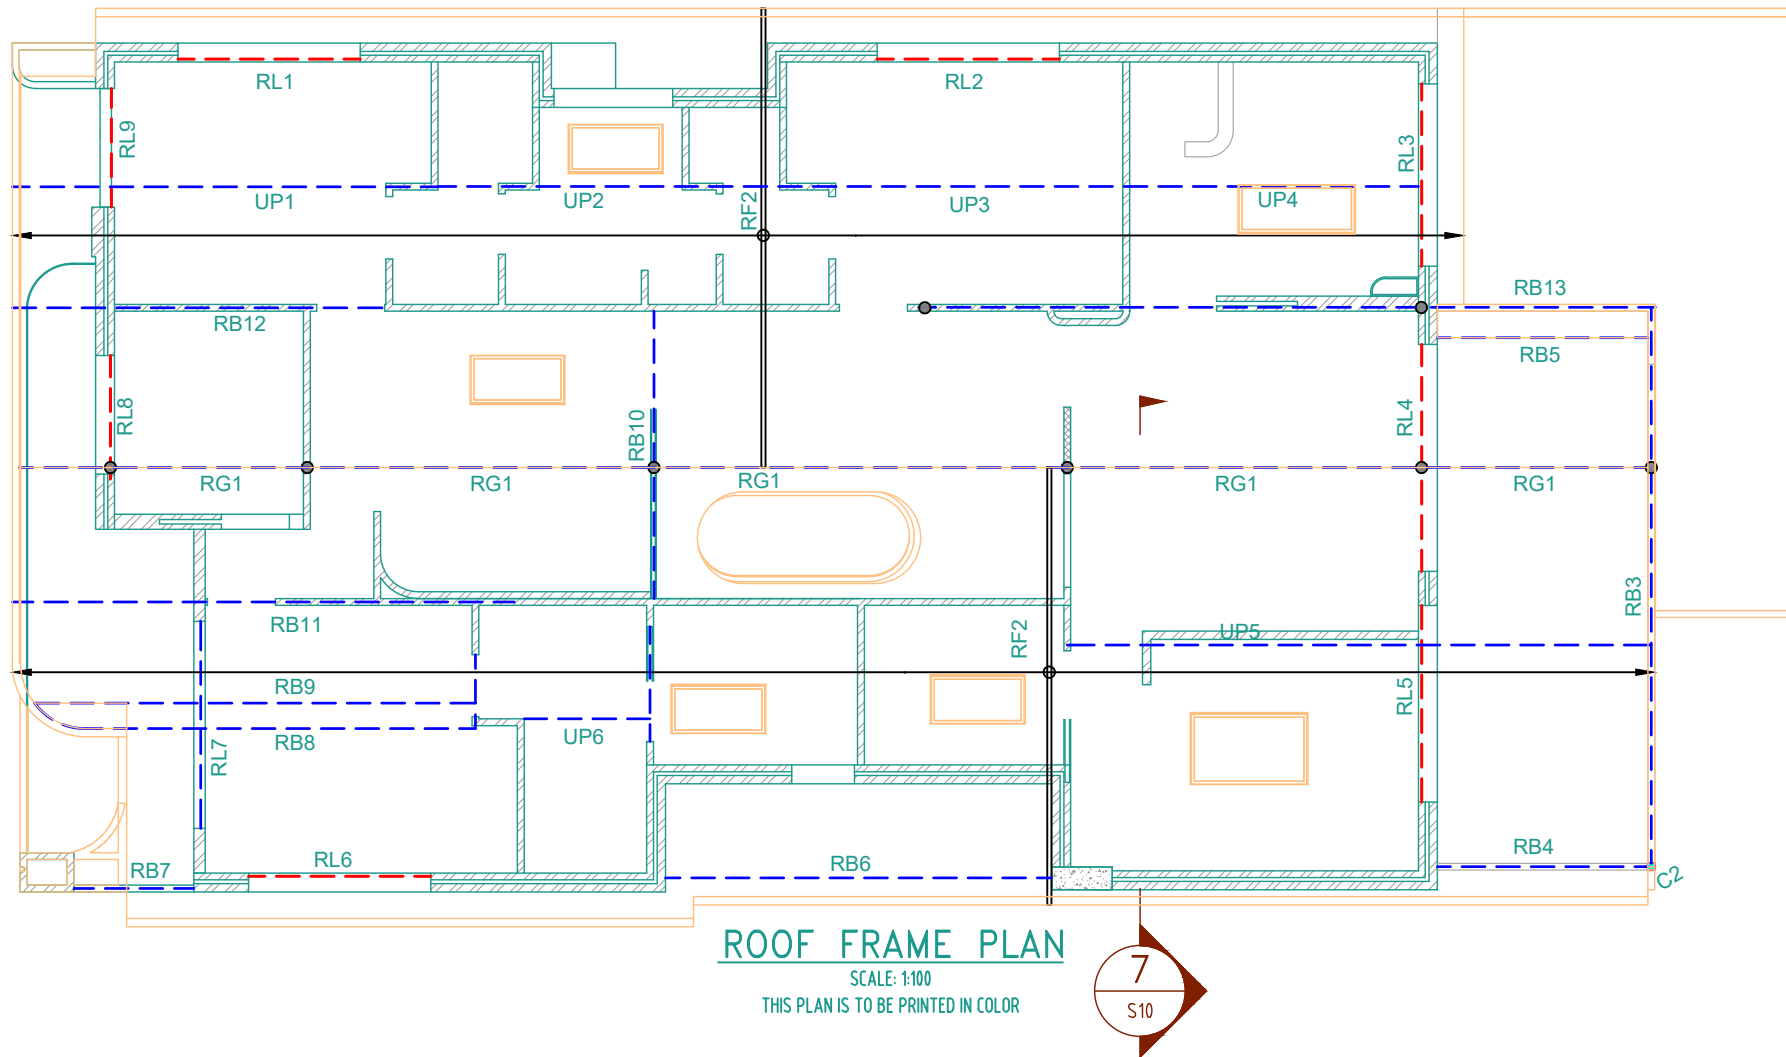 RL1
RL2
RL9
RL3
UP1
UP2
RF2
UP3
UP4
RB13
RB12
RB5
RL8
RB10
RL4
RG1
RG1
RG1
RG1
RG1
RB11
RF2
UP5
RB3
RB9
RL5
RB8
RL7
UP6
RB7
RL6
RB6
RB4
C2
ROOF FRAME PLAN
SCALE: 1:100
THIS PLAN IS TO BE PRINTED IN COLOR
7
S10